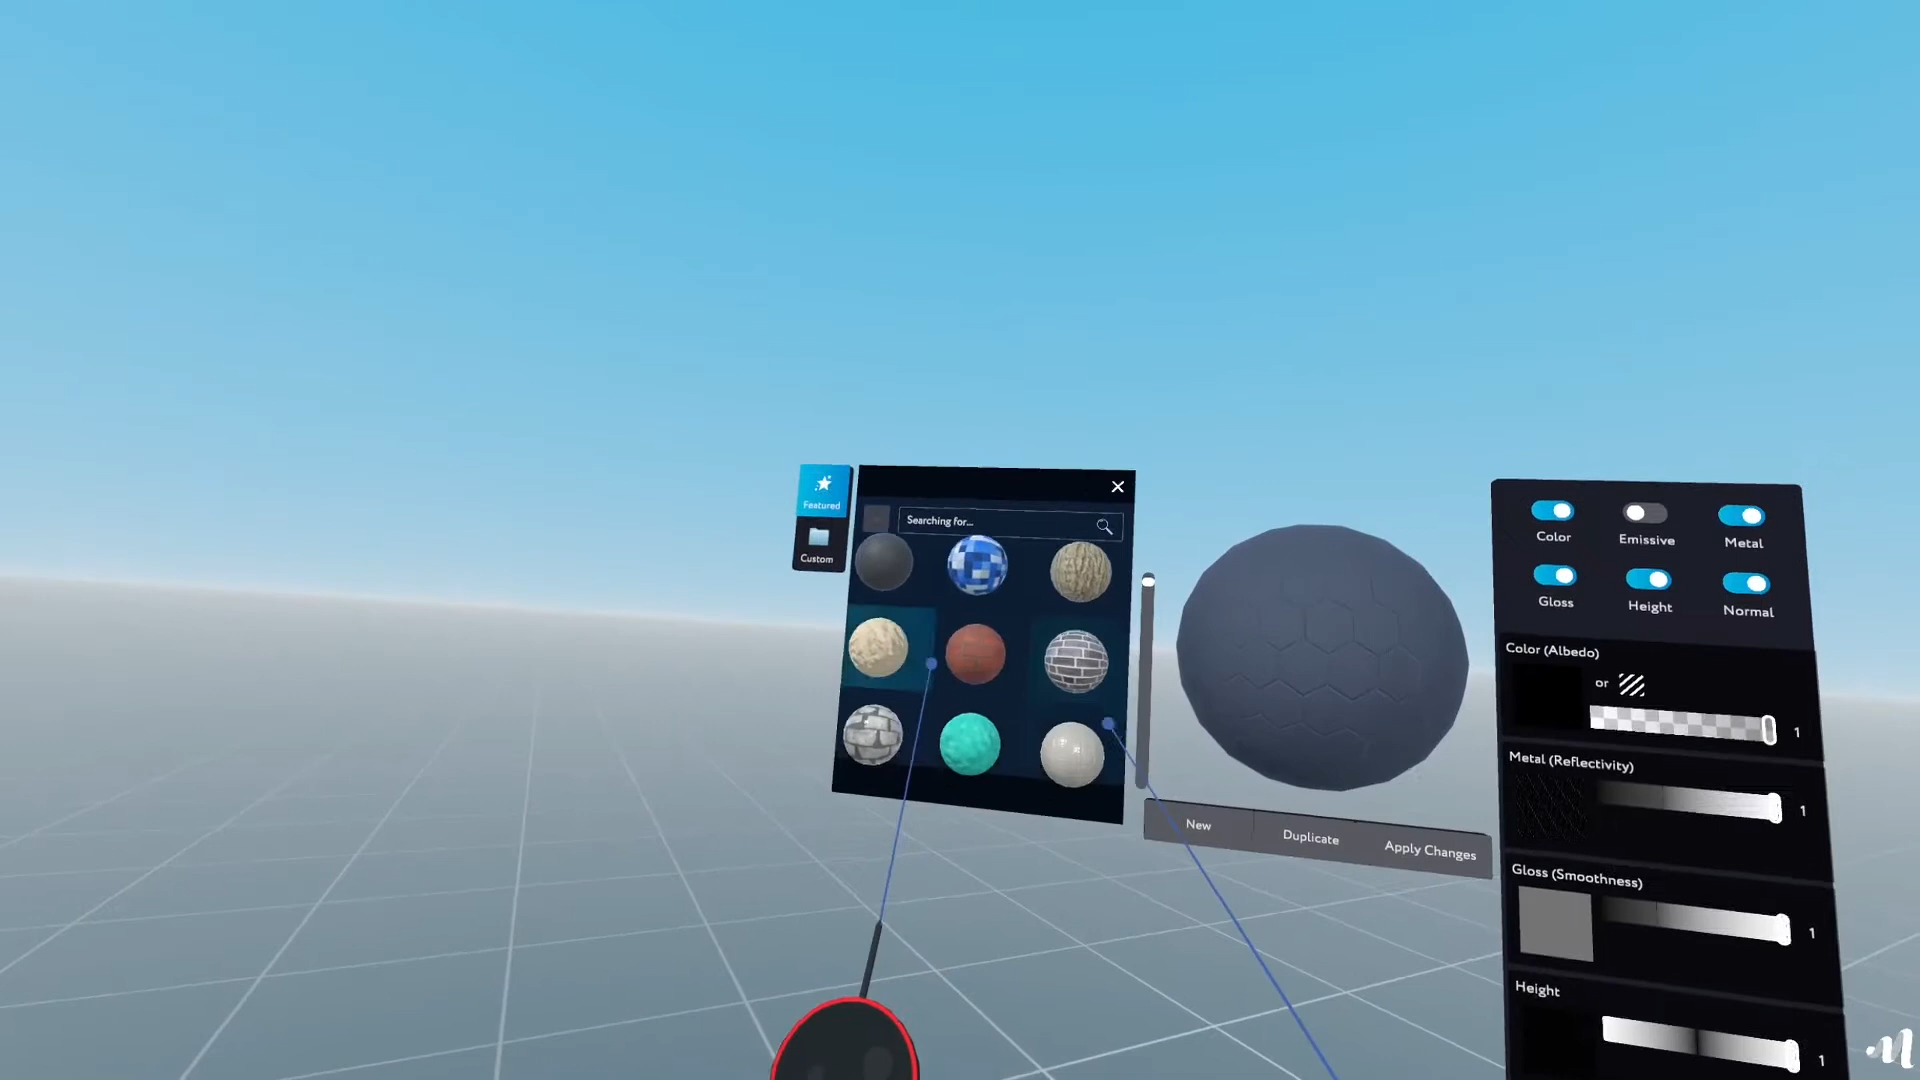 Featured
Custom
Searching for...
New
Duplicate
Apply Changes
Color
Emissive
Metal
Gloss
Height
Normal
Color (Albedo)
or
1
Metal (Reflectivity)
1
Gloss (Smoothness)
1
Height
1